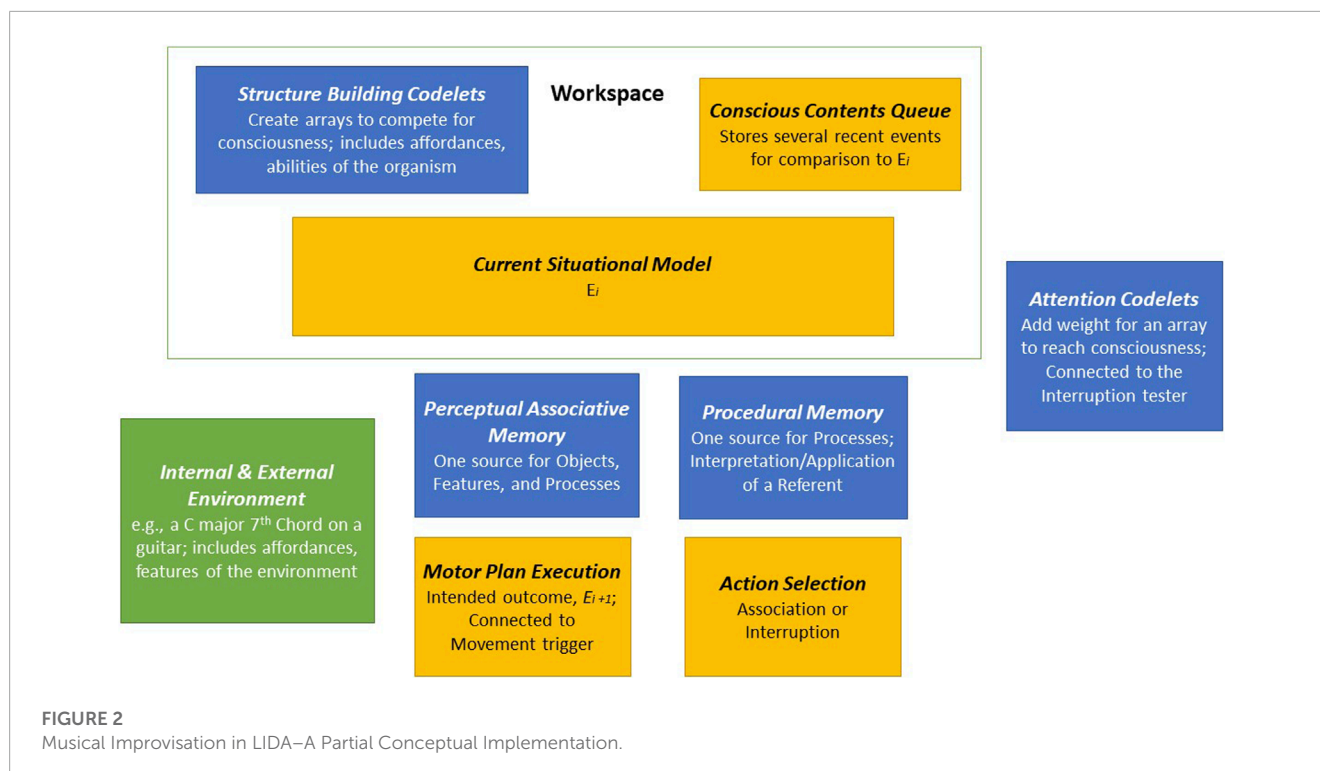 Structure Building Codelets
Create arrays to compete for
consciousness; includes affordances,
abilities of the organism
Workspace
Conscious Contents Queue
Stores several recent events
for comparison to Ei
Current Situational Model
Ei
Attention Codelets
Add weight for an array
to reach consciousness;
Connected to the
Interruption tester
Internal & External
Environment
e.g., a C major 7th Chord on a
guitar; includes affordances,
features of the environment
Perceptual Associative
Memory
One source for Objects,
Features, and Processes
Procedural Memory
One source for Processes;
Interpretation/Application
of a Referent
Motor Plan Execution
Intended outcome, Ei +1;
Connected to
Movement trigger
Action Selection
Association or
Interruption
FIGURE 2
Musical Improvisation in LIDA–A Partial Conceptual Implementation.